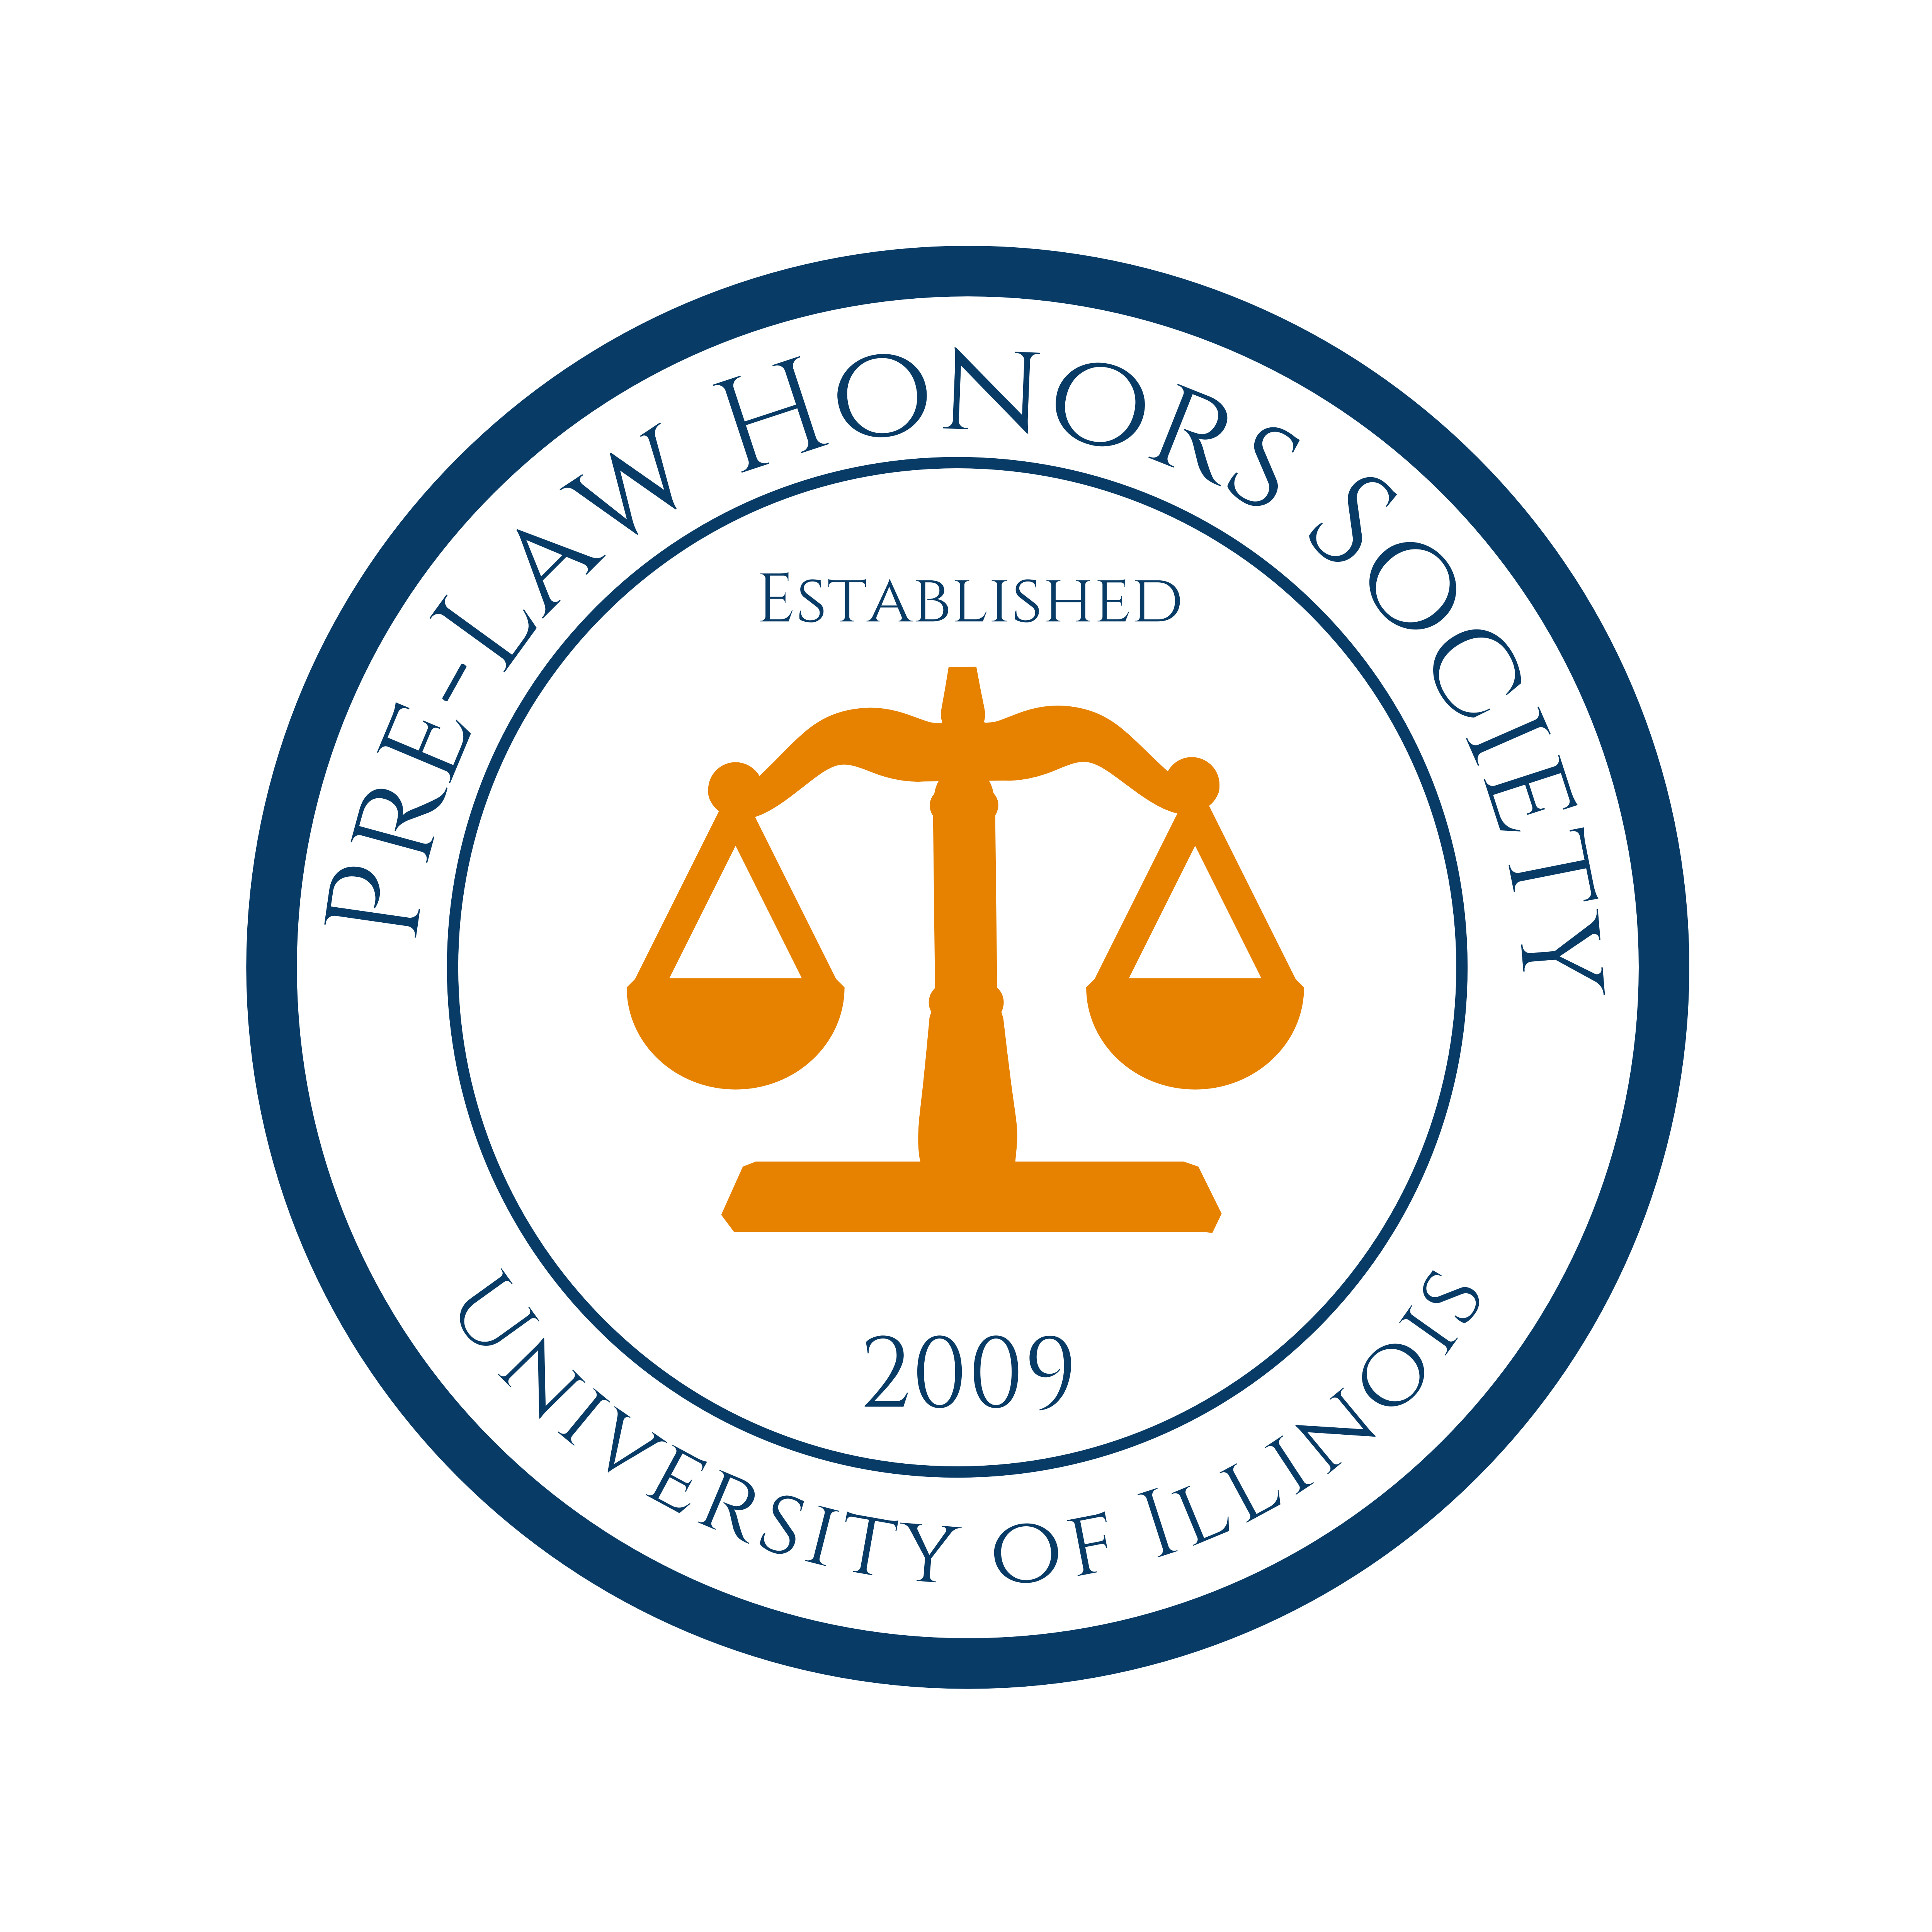 PRE-LAW HONORS SOCIETY
ESTABLISHED
2009
UNIVERSITY OF ILLINOIS